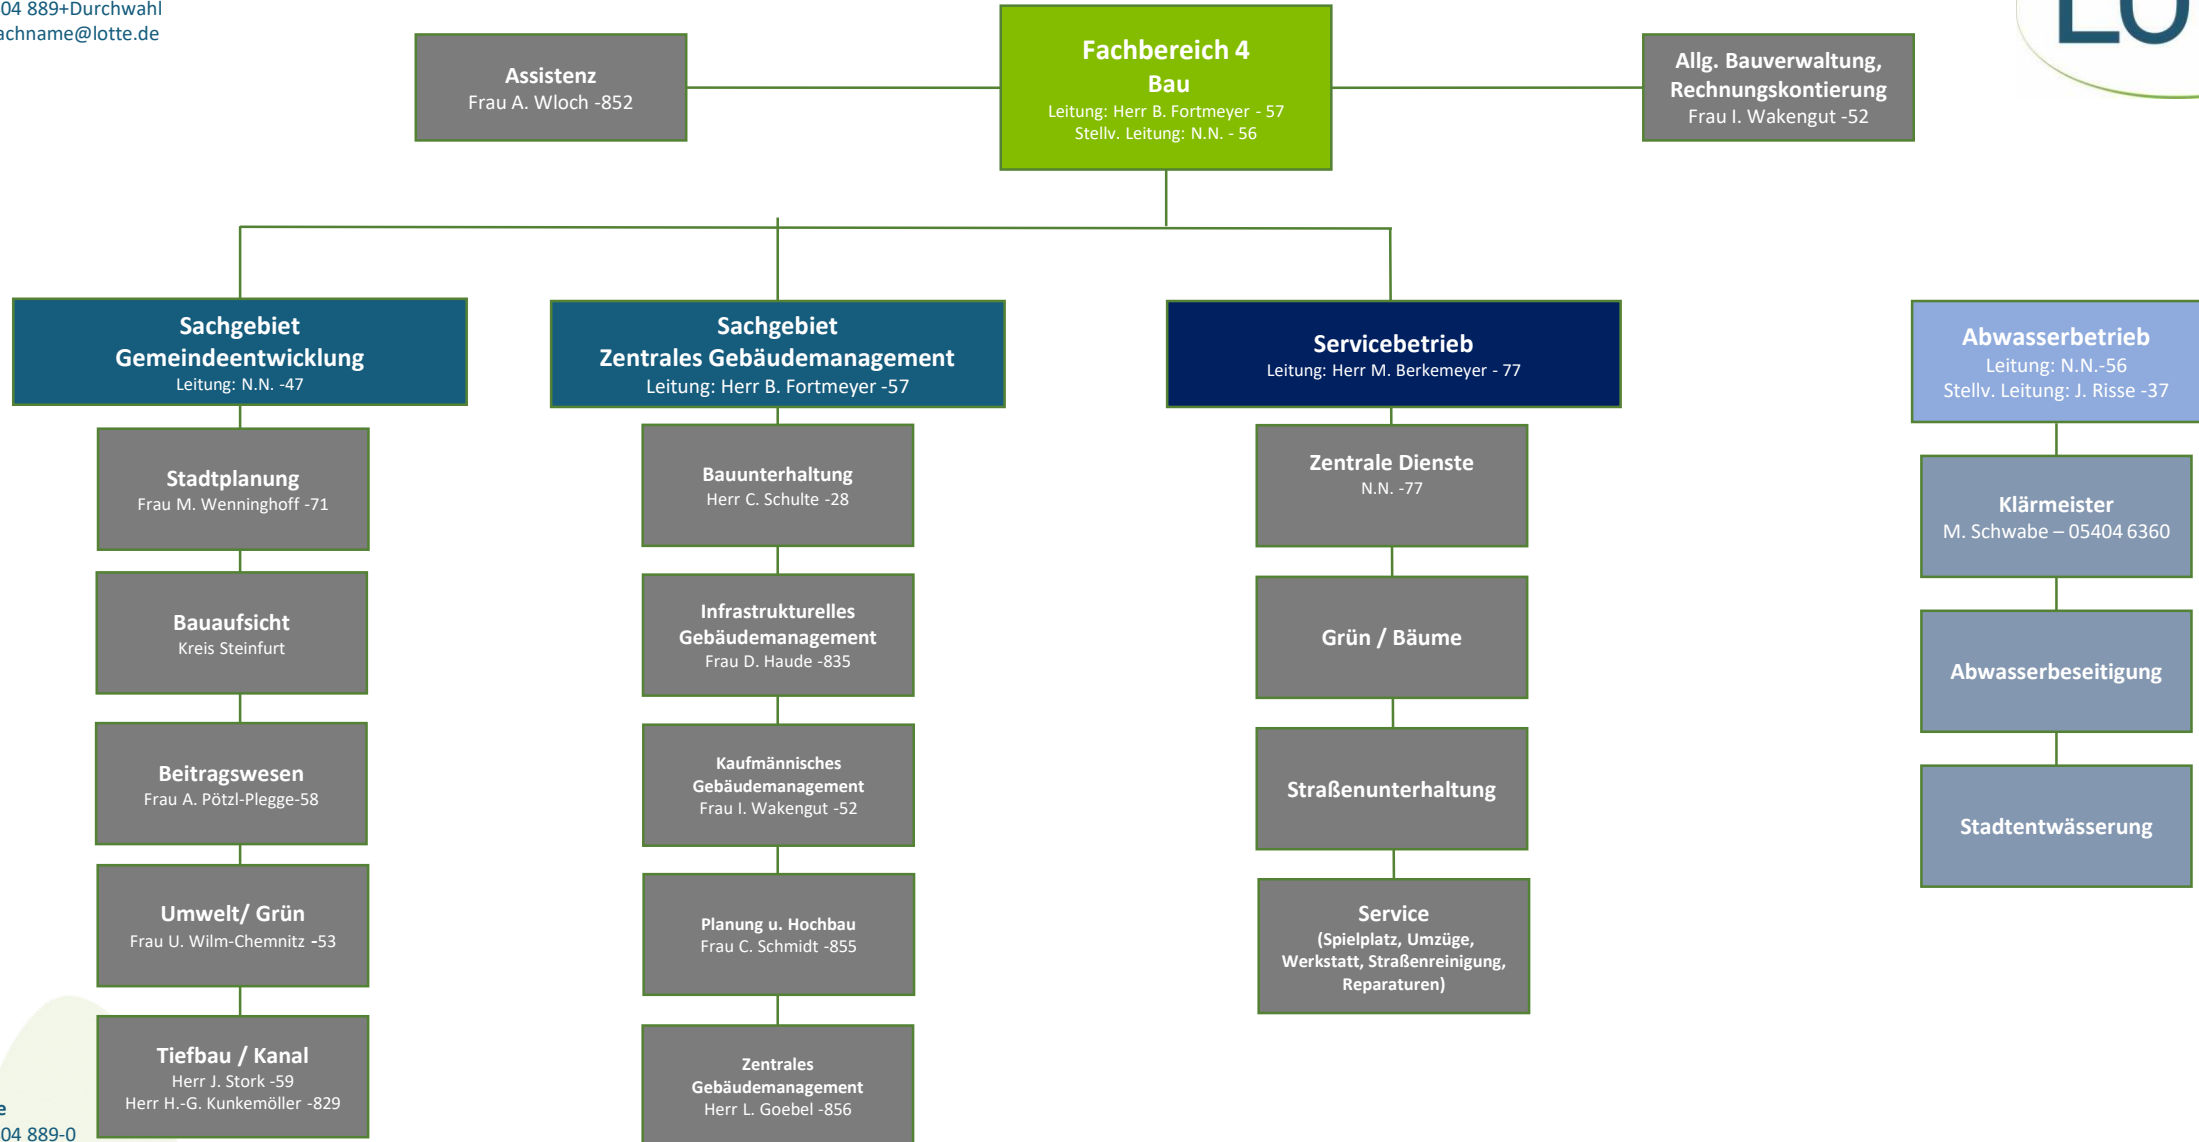 04 889+Durchwahl
achname@lotte.de
Assistenz
Frau A. Wloch -852
Fachbereich 4
Bau
Leitung: Herr B. Fortmeyer - 57
Stellv. Leitung: N.N. - 56
Allg. Bauverwaltung,
Rechnungskontierung
Frau I. Wakengut -52
LO
Sachgebiet
Gemeindeentwicklung
Leitung: N.N. -47
Stadtplanung
Frau M. Wenninghoff -71
Bauaufsicht
Kreis Steinfurt
Beitragswesen
Frau A. Pötzl-Plegge-58
Umwelt/ Grün
Frau U. Wilm-Chemnitz -53
Tiefbau / Kanal
Herr J. Stork -59
Herr H.-G. Kunkemöller -829
Sachgebiet
Zentrales Gebäudemanagement
Leitung: Herr B. Fortmeyer -57
Bauunterhaltung
Herr C. Schulte -28
Infrastrukturelles
Gebäudemanagement
Frau D. Haude -835
Kaufmännisches
Gebäudemanagement
Frau I. Wakengut -52
Planung u. Hochbau
Frau C. Schmidt -855
Zentrales
Gebäudemanagement
Herr L. Goebel -856
Servicebetrieb
Leitung: Herr M. Berkemeyer - 77
Zentrale Dienste
N.N. -77
Grün / Bäume
Straßenunterhaltung
Service
(Spielplatz, Umzüge,
Werkstatt, Straßenreinigung,
Reparaturen)
Abwasserbetrieb
Leitung: N.N.-56
Stellv. Leitung: J. Risse -37
Klärmeister
M. Schwabe – 05404 6360
Abwasserbeseitigung
Stadtentwässerung
e
04 889-0